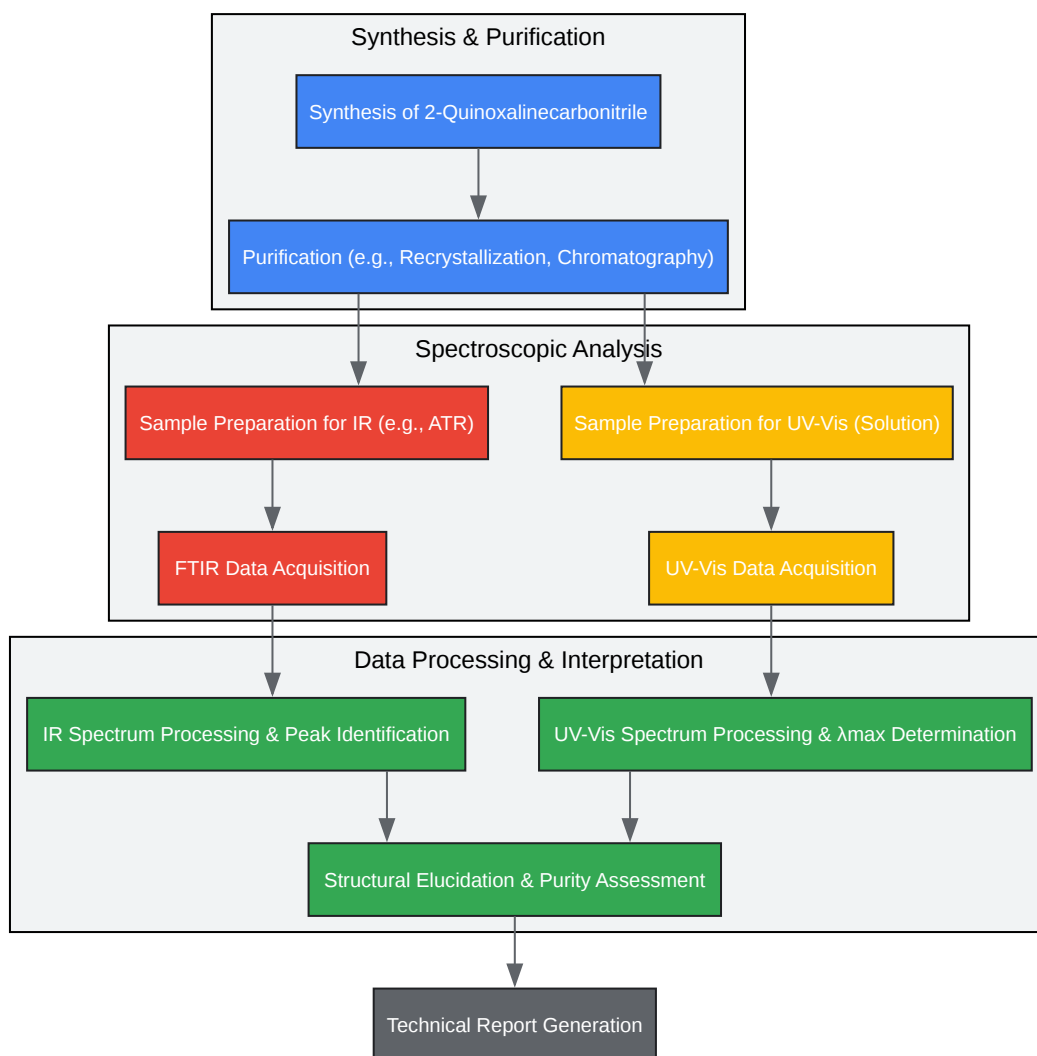 Synthesis & Purification
Synthesis of 2-Quinoxalinecarbonitrile
Purification (e.g., Recrystallization, Chromatography)
Spectroscopic Analysis
Sample Preparation for IR (e.g., ATR)
Sample Preparation for UV-Vis (Solution)
FTIR Data Acquisition
UV-Vis Data Acquisition
Data Processing & Interpretation
IR Spectrum Processing & Peak Identification
UV-Vis Spectrum Processing & λmax Determination
Structural Elucidation & Purity Assessment
Technical Report Generation